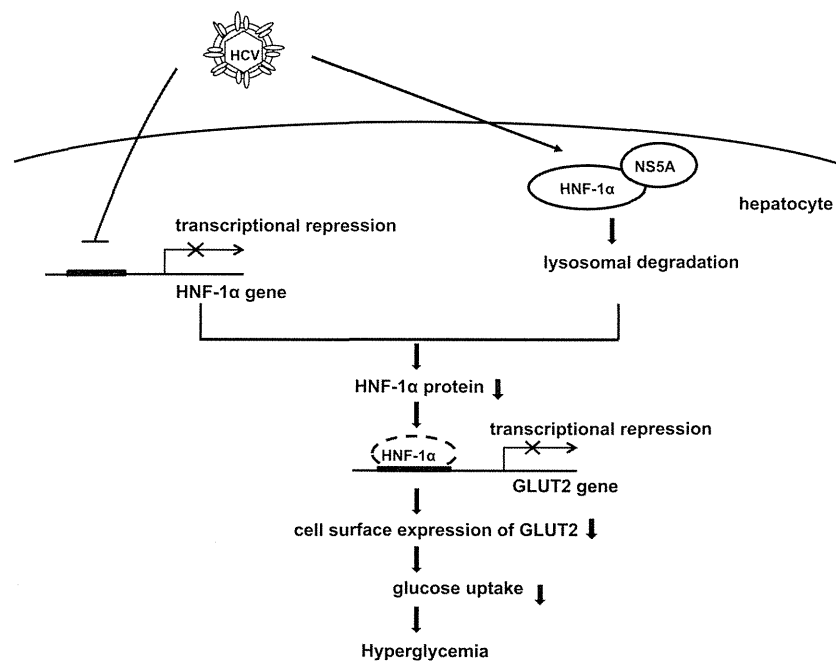 HCV
NS5A
HNF-1α
hepatocyte
transcriptional repression
lysosomal degradation
HNF-1α gene
HNF-1α protein
transcriptional repression
HNF-1α
GLUT2 gene
cell surface expression of GLUT2
glucose uptake
Hyperglycemia